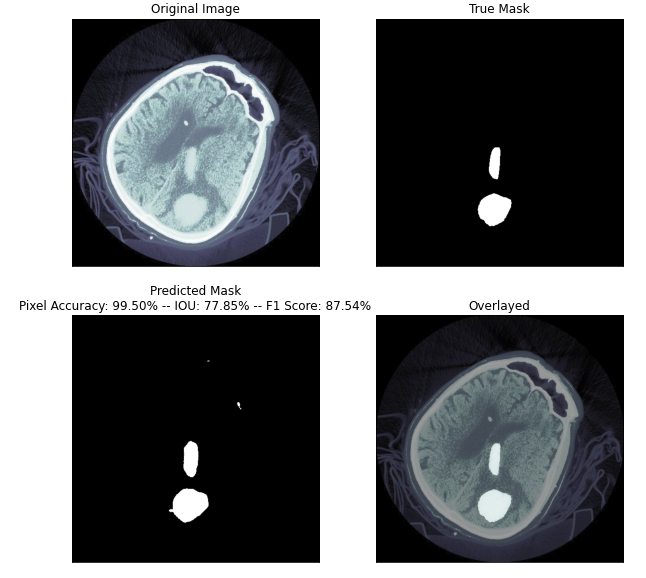 Original Image
True Mask
Predicted Mask
Pixel Accuracy: 99.50% -- IOU: 77.85% -- F1 Score: 87.54%
Overlayed